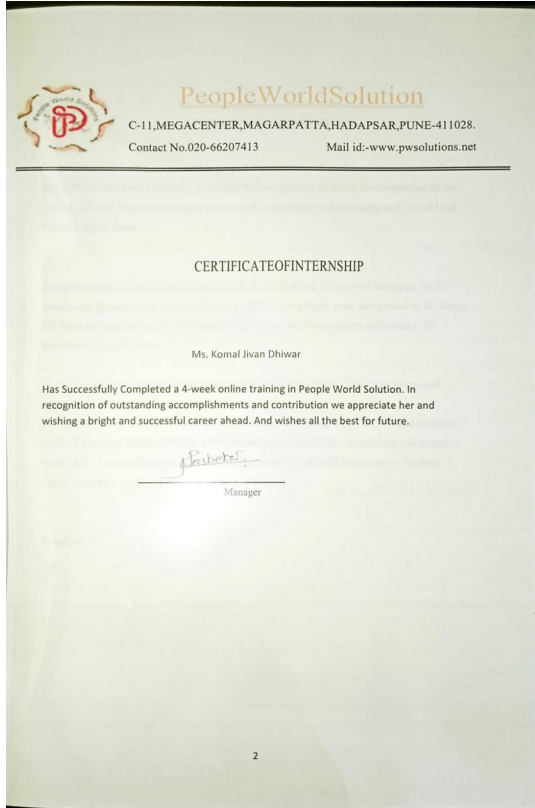 People World Solution
PeopleWorldSolution
C-11,MEGACENTER,MAGARPATTA,HADAPSAR,PUNE-411028.
Contact No.020-66207413 Mail id:-www.pwsolutions.net
CERTIFICATEOFINTERNSHIP
Ms. Komal Jivan Dhiwar
Has Successfully Completed a 4-week online training in People World Solution. In
recognition of outstanding accomplishments and contribution we appreciate her and
wishing a bright and successful career ahead. And wishes all the best for future.
Manager
2